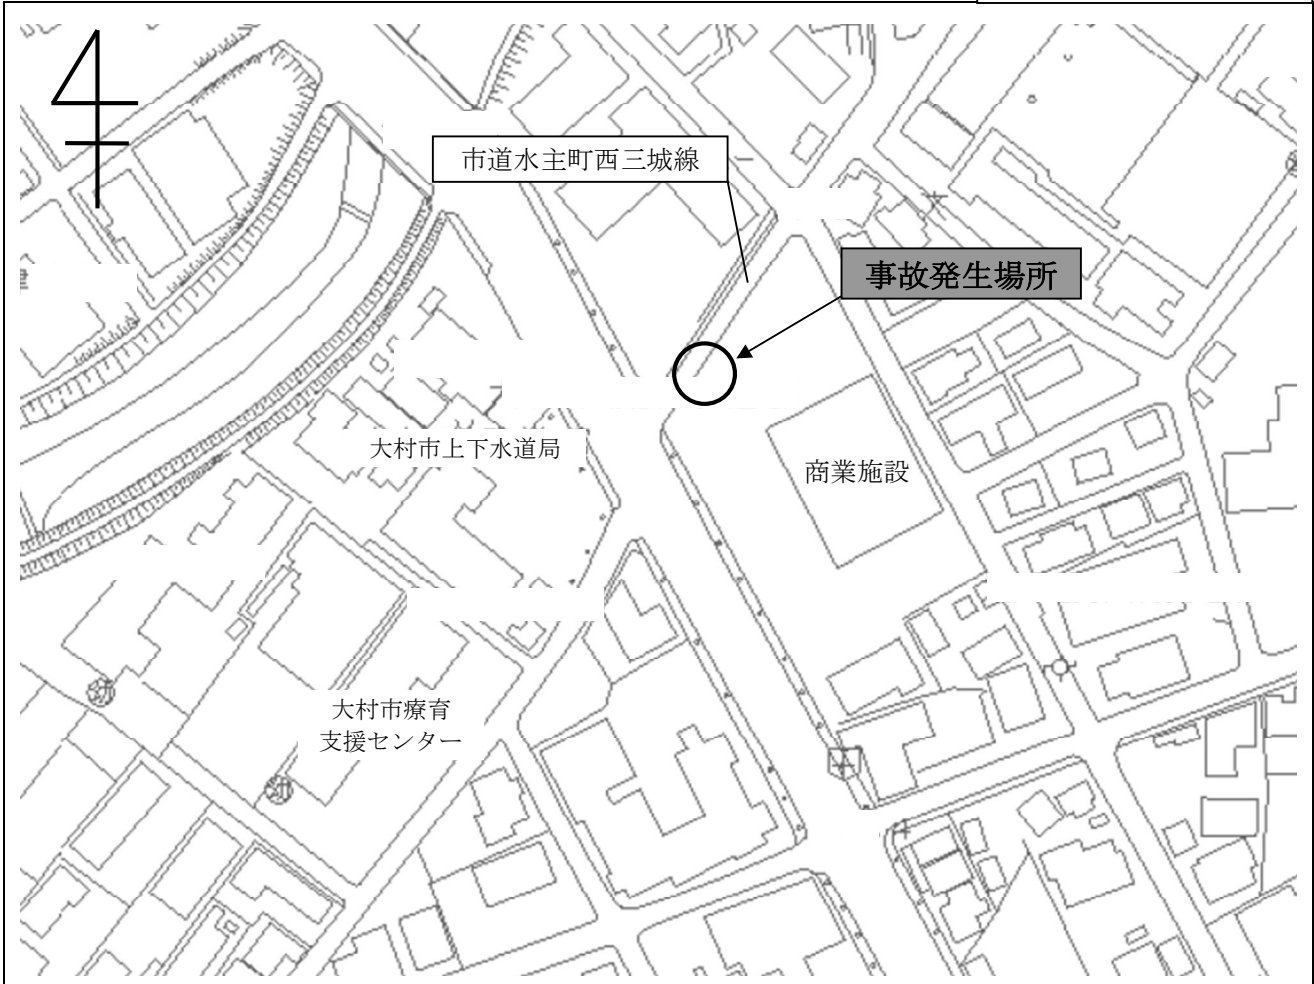 市道水主町西三城線
事故発生場所
大村市上下水道局
商業施設
大村市療育
支援センター